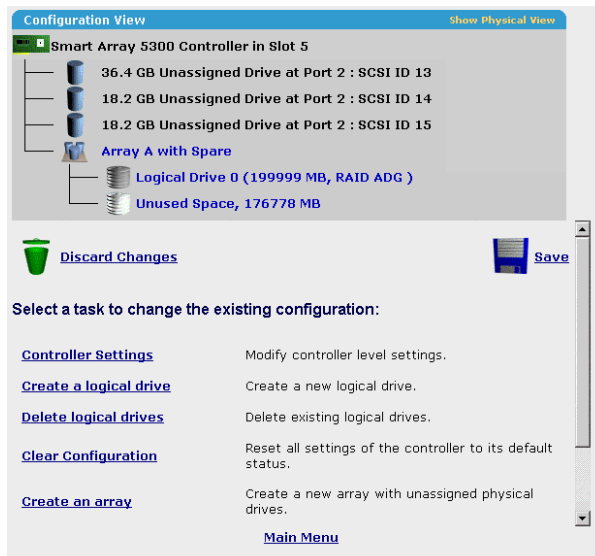 Configuration View
Show Physical View
Smart Array 5300 Controller in Slot 5
36.4 GB Unassigned Drive at Port 2 : SCSI ID 13
18.2 GB Unassigned Drive at Port 2 : SCSI ID 14
18.2 GB Unassigned Drive at Port 2 : SCSI ID 15
Array A with Spare
Logical Drive 0 (199999 MB, RAID ADG )
Unused Space, 176778 MB
Discard Changes
Save
Select a task to change the existing configuration:
Controller Settings
Modify controller level settings.
Create a logical drive
Create a new logical drive.
Delete logical drives
Delete existing logical drives.
Clear Configuration
Reset all settings of the controller to its default
status.
Create an array
Create a new array with unassigned physical
drives.
Main Menu